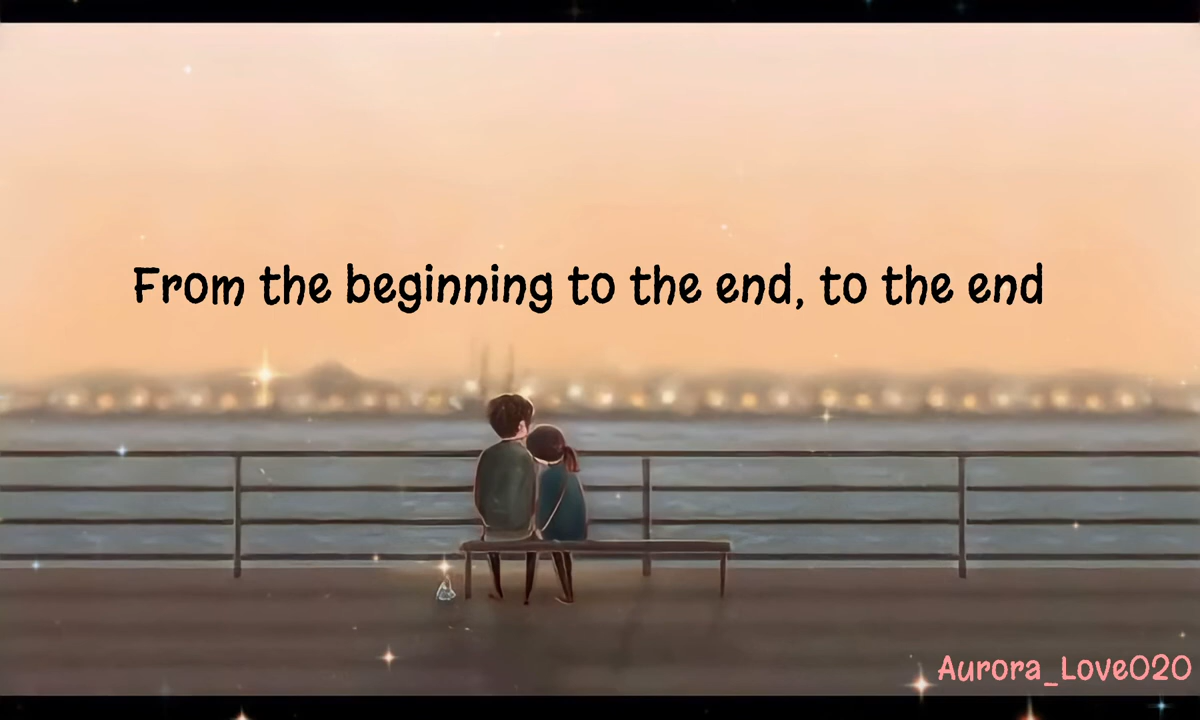 From the beginning to the end, to the end
Aurora_Love020